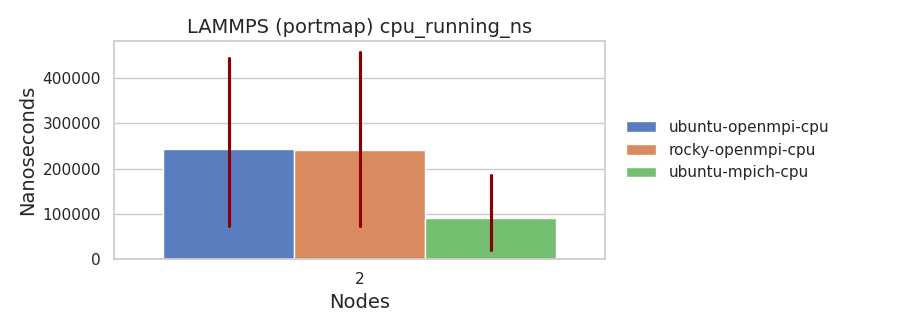 LAMMPS (portmap) cpu_running_ns
Nanoseconds
400000
300000
200000
100000
0
2
Nodes
ubuntu-openmpi-cpu
rocky-openmpi-cpu
ubuntu-mpich-cpu